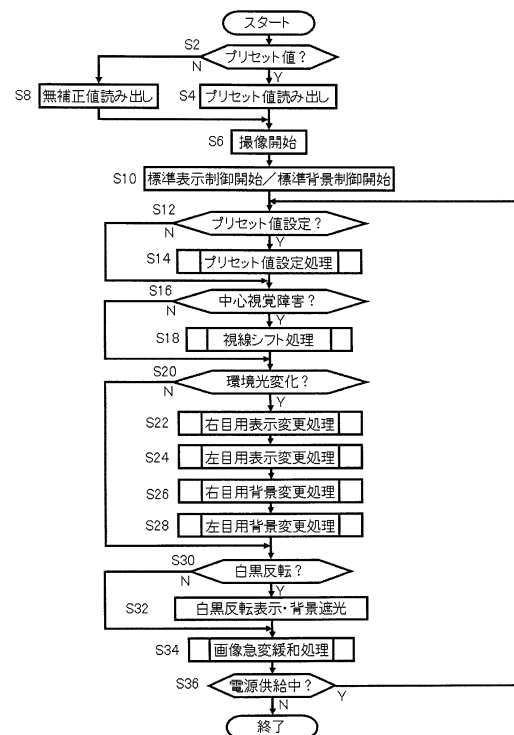 スタート
S2
プリセット値?
N
Y
S8
無補正値読み出し
S4
プリセット値読み出し
S6
撮像開始
S10
標準表示制御開始/標準背景制御開始
S12
プリセット値設定?
N
Y
S14
プリセット値設定処理
S16
中心視覚障害?
N
Y
S18
視線シフト処理
S20
環境光変化?
N
Y
S22
右目用表示変更処理
S24
左目用表示変更処理
S26
右目用背景変更処理
S28
左目用背景変更処理
S30
白黒反転?
N
Y
S32
白黒反転表示・背景遮光
S34
画像急変緩和処理
S36
電源供給中?
Y
N
終了